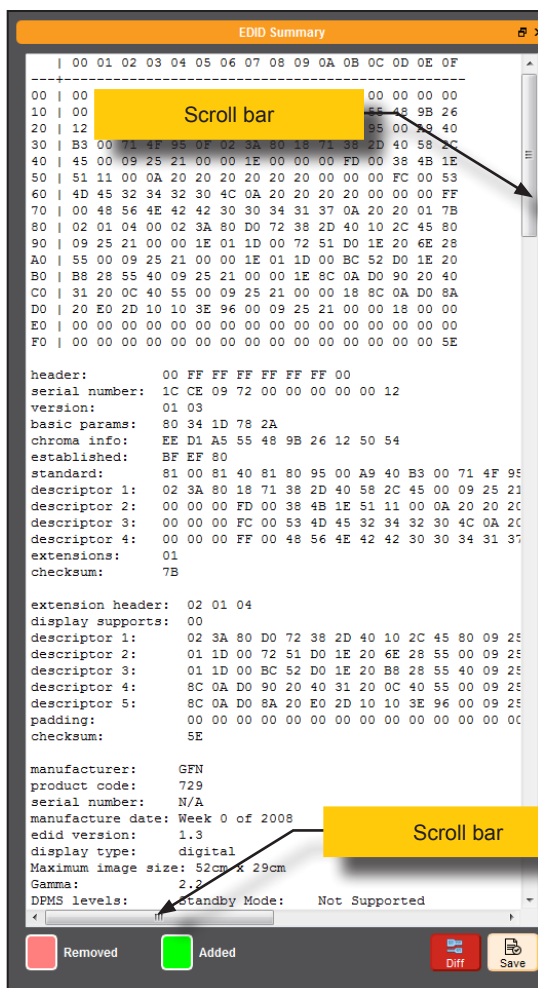 EDID Summary
| 00 01 02 03 04 05 06 07 08 09 0A 0B 0C 0D 0E 0F
---+------------------------------------------------
00 | 00 00 00 00 00
10 | 00 48 9B 26
20 | 12 95 00 A9 40
Scroll bar
30 | B3 00 71 4F 95 0F 02 3A 80 18 71 38 2D 40 58 2C
40 | 45 00 09 25 21 00 00 1E 00 00 00 FD 00 38 4B 1E
50 | 51 11 00 0A 20 20 20 20 20 20 00 00 00 FC 00 53
60 | 4D 45 32 34 32 30 4C 0A 20 20 20 20 00 00 00 FF
70 | 00 48 56 4E 42 42 30 30 34 31 37 0A 20 20 01 7B
80 | 02 01 04 00 02 3A 80 D0 72 38 2D 40 10 2C 45 80
90 | 09 25 21 00 00 1E 01 1D 00 72 51 D0 1E 20 6E 28
A0 | 55 00 09 25 21 00 00 1E 01 1D 00 BC 52 D0 1E 20
B0 | B8 28 55 40 09 25 21 00 00 1E 8C 0A D0 90 20 40
C0 | 31 20 0C 40 55 00 09 25 21 00 00 18 8C 0A D0 8A
D0 | 20 E0 2D 10 10 3E 96 00 09 25 21 00 00 18 00 00
E0 | 00 00 00 00 00 00 00 00 00 00 00 00 00 00 00 00
F0 | 00 00 00 00 00 00 00 00 00 00 00 00 00 00 00 5E
header: 00 FF FF FF FF FF FF 00
serial number: 1C CE 09 72 00 00 00 00 00 12
version: 01 03
basic params: 80 34 1D 78 2A
chroma info: EE D1 A5 55 48 9B 26 12 50 54
established: BF EF 80
standard: 81 00 81 40 81 80 95 00 A9 40 B3 00 71 4F 95
descriptor 1: 02 3A 80 18 71 38 2D 40 58 2C 45 00 09 25 21
descriptor 2: 00 00 00 FD 00 38 4B 1E 51 11 00 0A 20 20 20
descriptor 3: 00 00 00 FC 00 53 4D 45 32 34 32 30 4C 0A 20
descriptor 4: 00 00 00 FF 00 48 56 4E 42 42 30 30 34 31 37
extensions: 01
checksum: 7B
extension header: 02 01 04
display supports: 00
descriptor 1: 02 3A 80 D0 72 38 2D 40 10 2C 45 80 09 25
descriptor 2: 01 1D 00 72 51 D0 1E 20 6E 28 55 00 09 25
descriptor 3: 01 1D 00 BC 52 D0 1E 20 B8 28 55 40 09 25
descriptor 4: 8C 0A D0 90 20 40 31 20 0C 40 55 00 09 25
descriptor 5: 8C 0A D0 8A 20 E0 2D 10 10 3E 96 00 09 25
padding: 00 00 00 00 00 00 00 00 00 00 00 00 00
checksum: 5E
manufacturer: GFN
product code: 729
serial number: N/A
manufacture date: Week 0 of 2008
edid version: 1.3
Scroll bar
display type: digital
Maximum image size: 52cm x 29cm
Gamma: 2.2
DPMS levels: Standby Mode: Not Supported
Removed
Added
Diff
Save